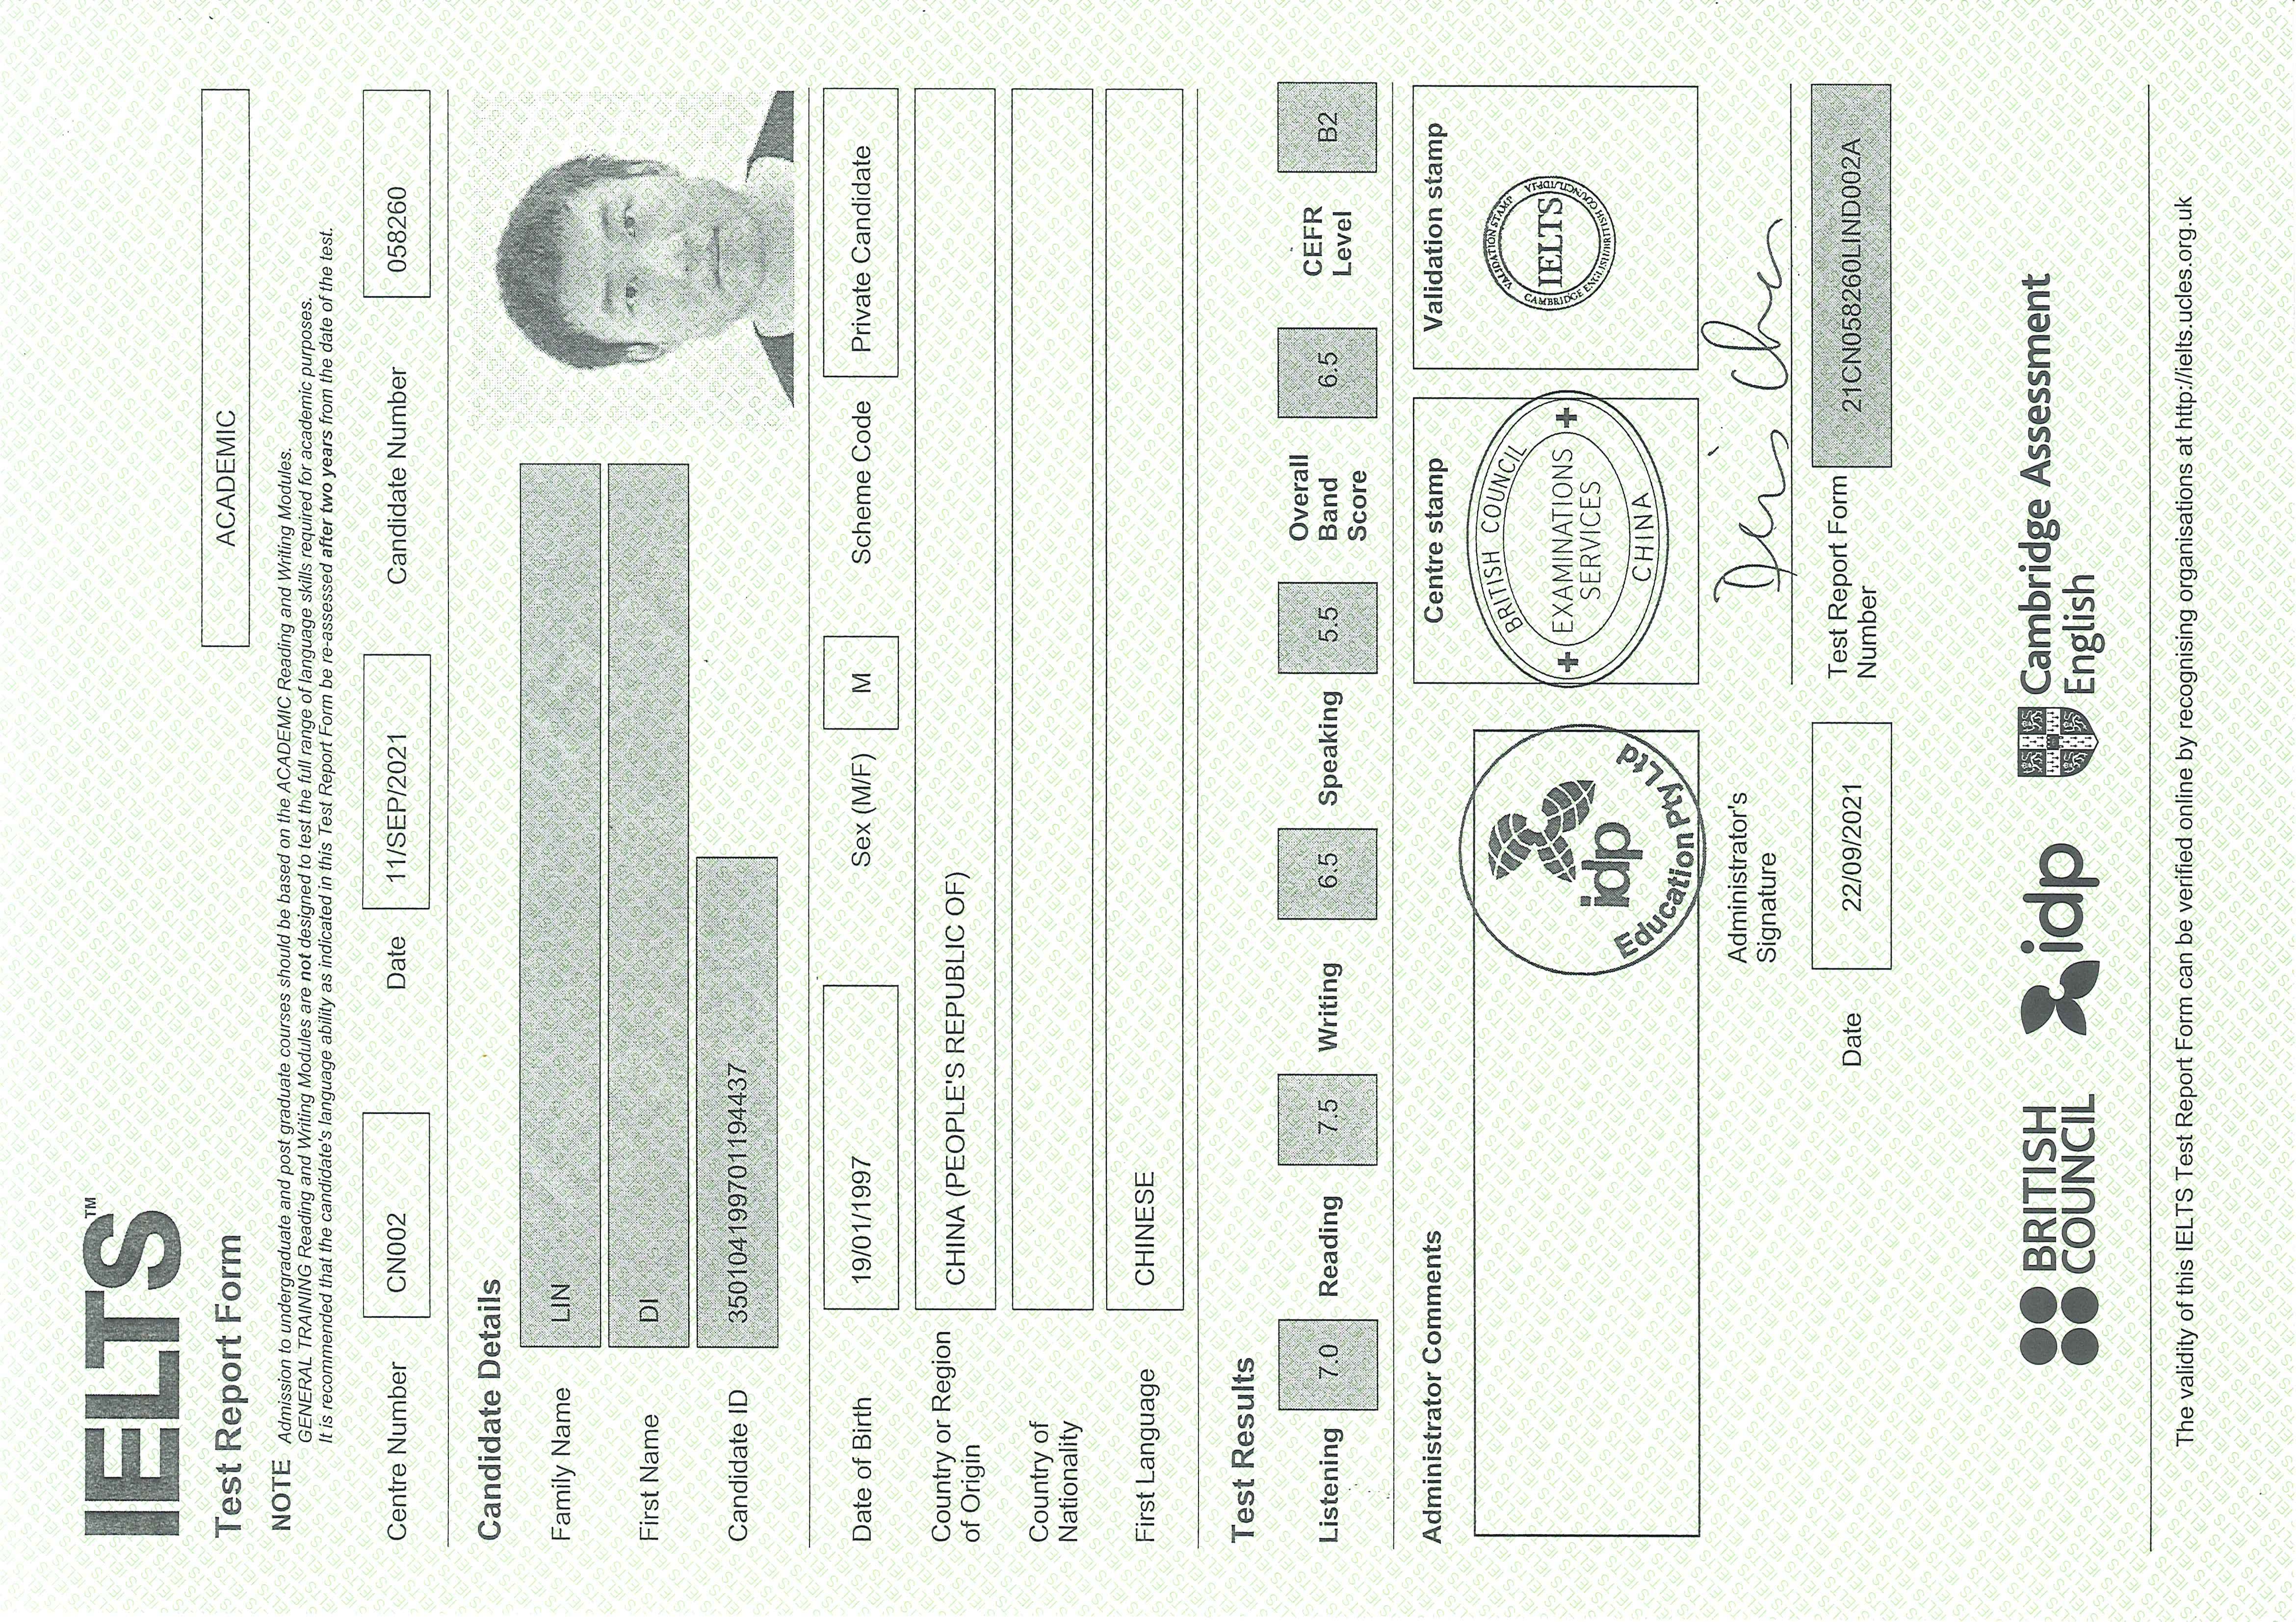 IELTS™
Test Report Form
ACADEMIC
NOTE Admission to undergraduate and post graduate courses should be based on the ACADEMIC Reading and Writing Modules.
GENERAL TRAINING Reading and Writing Modules are not designed to test the full range of language skills required for academic purposes.
It is recommended that the candidate's language ability as indicated in this Test Report Form be re-assessed after two years from the date of the test.
Centre Number CN002 Date 11/SEP/2021 Candidate Number 058260
Candidate Details
Family Name LIN
First Name DI
Candidate ID 350104199701194437
Date of Birth 19/01/1997 Sex (M/F) M Scheme Code Private Candidate
Country or Region
of Origin
CHINA (PEOPLE'S REPUBLIC OF)
Country of
Nationality
First Language CHINESE
Test Results
Listening 7.0 Reading 7.5 Writing 6.5 Speaking 5.5
Overall
Band
Score
6.5
CEFR
Level
B2
Administrator Comments
idp
Education Pty Ltd
Centre stamp
BRITISH COUNCIL
EXAMINATIONS
SERVICES
CHINA
Validation stamp
VALIDATION STAMP
IELTS
CAMBRIDGE ENGLISH/BRITISH COUNCIL/IDP:IA
Administrator's
Signature
Date 22/09/2021
Test Report Form
Number
21CN058260LIND002A
BRITISH
COUNCIL
idp
Cambridge Assessment
English
The validity of this IELTS Test Report Form can be verified online by recognising organisations at http://ielts.ucles.org.uk